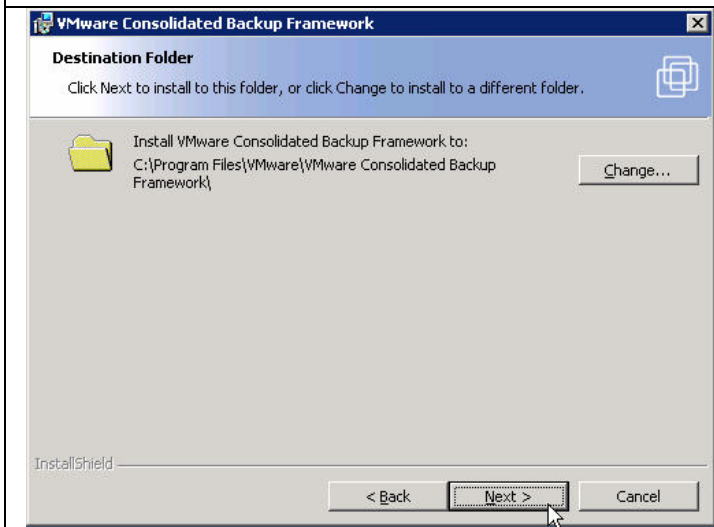 VMware Consolidated Backup Framework
Destination Folder
Click Next to install to this folder, or click Change to install to a different folder.
Install VMware Consolidated Backup Framework to:
C:\Program Files\VMware\VMware Consolidated Backup
Framework\
Change...
InstallShield
< Back
Next >
Cancel